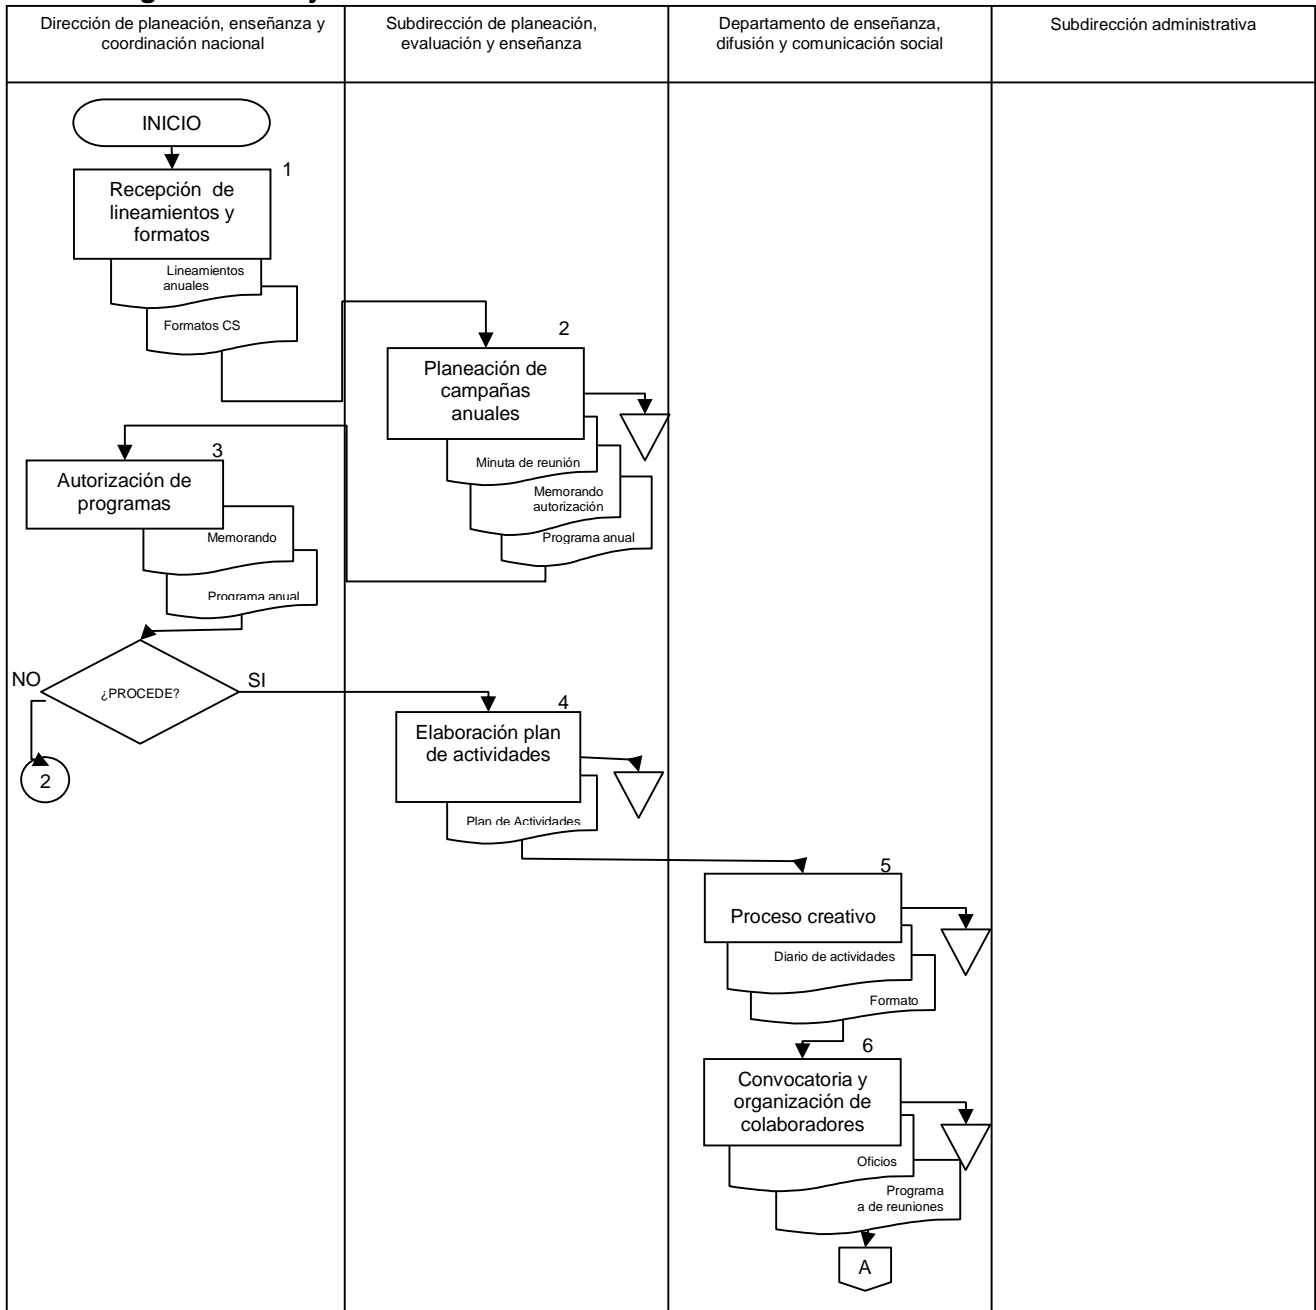 Dirección de planeación, enseñanza y
coordinación nacional
Subdirección de planeación,
evaluación y enseñanza
Departamento de enseñanza,
difusión y comunicación social
Subdirección administrativa
INICIO
1
Recepción de
lineamientos y
formatos
Lineamientos
anuales
Formatos CS
2
Planeación de
campañas
anuales
Minuta de reunión
Memorando
autorización
Programa anual
3
Autorización de
programas
Memorando
Programa anual
¿PROCEDE?
NO
SI
2
4
Elaboración plan
de actividades
Plan de Actividades
5
Proceso creativo
Diario de actividades
Formato
6
Convocatoria y
organización de
colaboradores
Oficios
Programa
a de reuniones
A